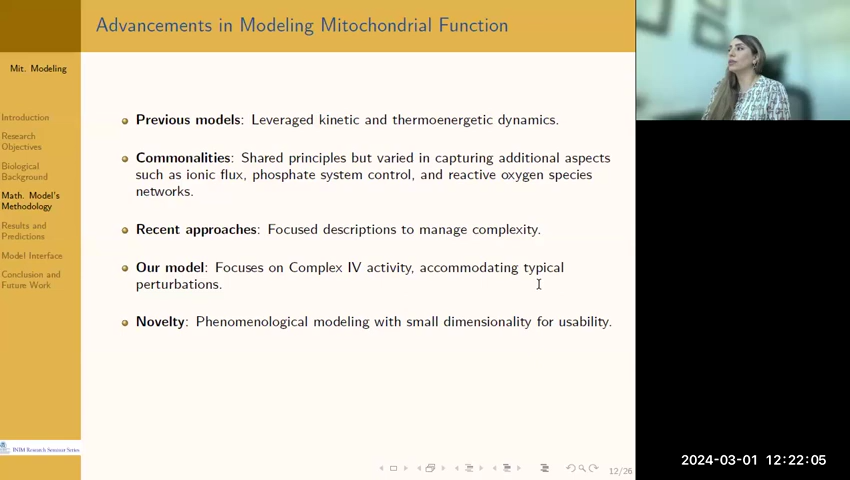 Advancements in Modeling Mitochondrial Function
Mit. Modeling
Introduction
Research
Objectives
Biological
Background
Math. Model's
Methodology
Results and
Predictions
Model Interface
Conclusion and
Future Work
Previous models: Leveraged kinetic and thermoenergetic dynamics.
Commonalities: Shared principles but varied in capturing additional aspects
such as ionic flux, phosphate system control, and reactive oxygen species
networks.
Recent approaches: Focused descriptions to manage complexity.
Our model: Focuses on Complex IV activity, accommodating typical
perturbations.
Novelty: Phenomenological modeling with small dimensionality for usability.
Research Session Series
12/26
2024-03-01 12:22:05